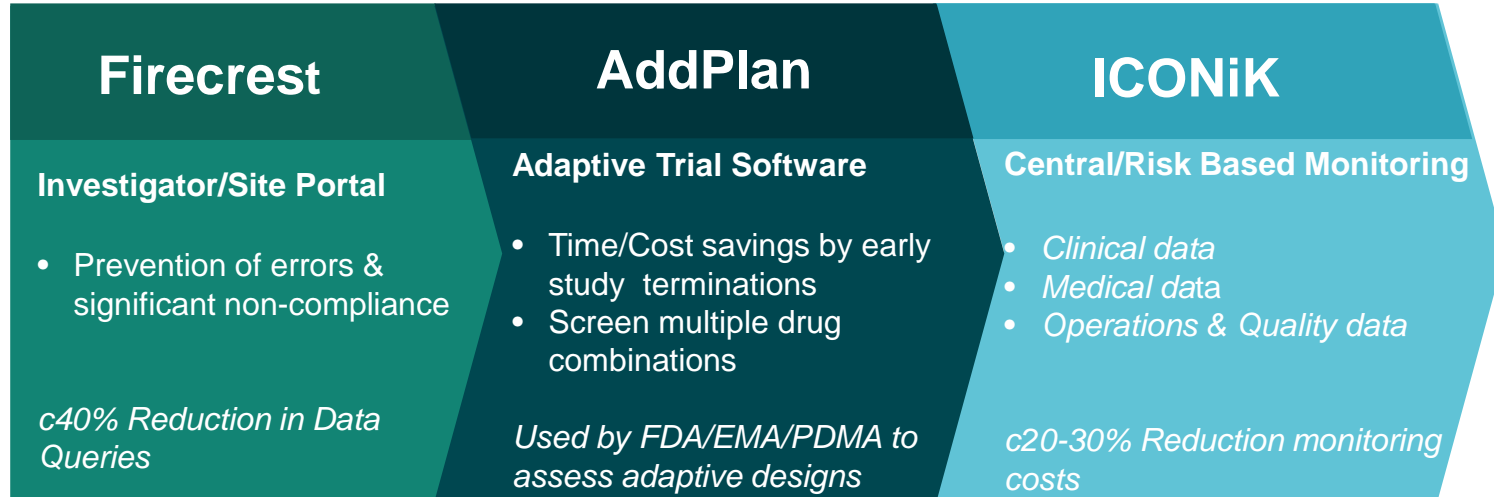 Firecrest
Investigator/Site Portal
• Prevention of errors &
significant non-compliance
c40% Reduction in Data
Queries
AddPlan
Adaptive Trial Software
• Time/Cost savings by early
study terminations
• Screen multiple drug
combinations
Used by FDA/EMA/PDMA to
assess adaptive designs
ICONiK
Central/Risk Based Monitoring
• Clinical data
• Medical data
• Operations & Quality data
c20-30% Reduction monitoring
costs